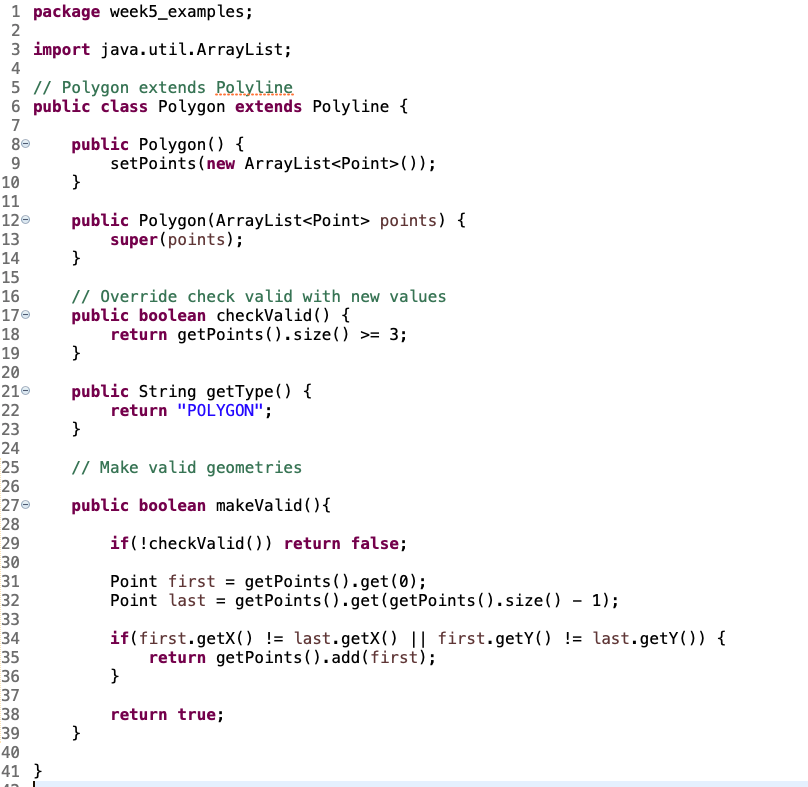 1 package week5_examples;
2
3 import java.util.ArrayList;
4
5 // Polygon extends Polyline
6 public class Polygon extends Polyline {
7
8 public Polygon() {
9 setPoints(new ArrayList<Point>());
10 }
11
12 public Polygon(ArrayList<Point> points) {
13 super(points);
14 }
15
16 // Override check valid with new values
17 public boolean checkValid() {
18 return getPoints().size() >= 3;
19 }
20
21 public String getType() {
22 return "POLYGON";
23 }
24
25 // Make valid geometries
26
27 public boolean makeValid(){
28
29 if(!checkValid()) return false;
30
31 Point first = getPoints().get(0);
32 Point last = getPoints().get(getPoints().size() - 1);
33
34 if(first.getX() != last.getX() || first.getY() != last.getY()) {
35 return getPoints().add(first);
36 }
37
38 return true;
39 }
40
41 }